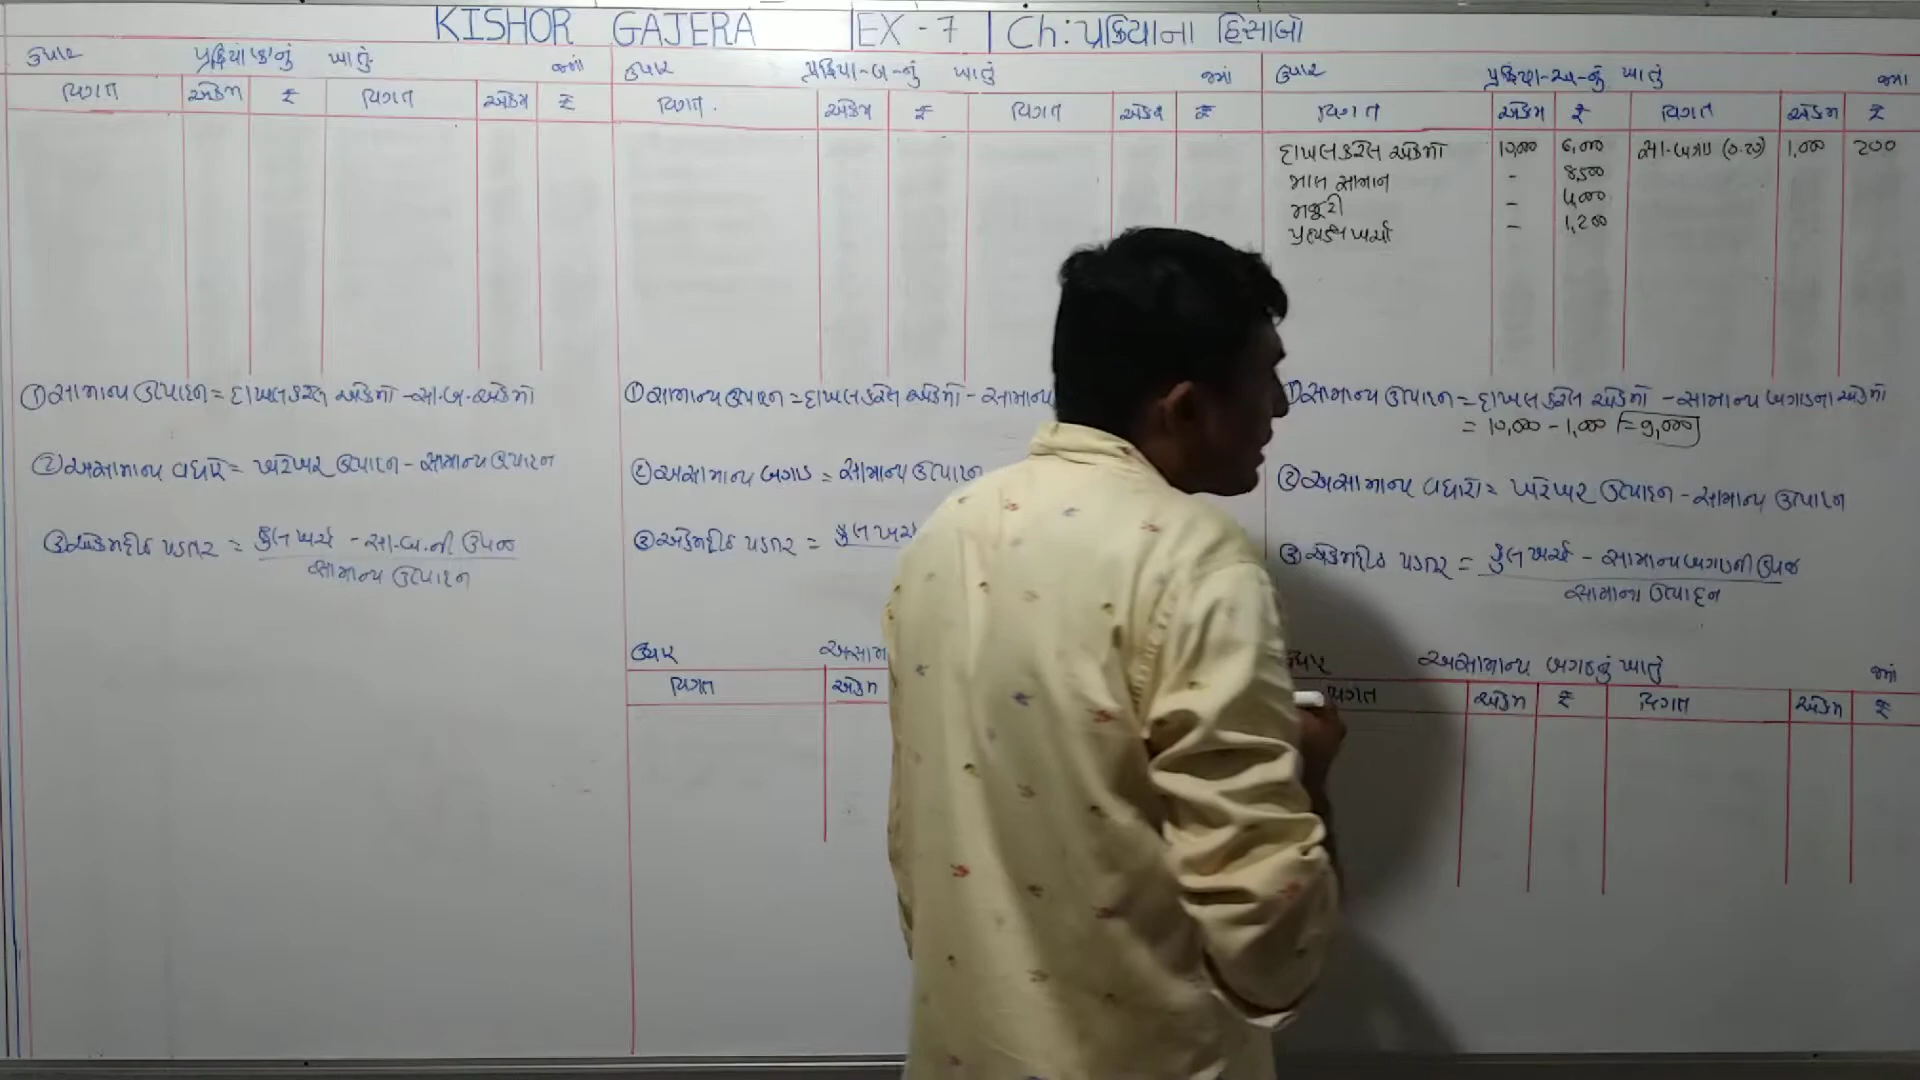 KISHOR GAJERA | EX - 7 | Ch: પ્રક્રિયાના હિસાબો
ઉધાર પ્રક્રિયા 'ક'નું ખાતું જમા
વિગત એકમ ₹ વિગત એકમ ₹
① સામાન્ય ઉત્પાદન = દાખલ કરેલ એકમો - સા.બ. એકમો
② અસામાન્ય વધારો = ખરેખર ઉત્પાદન - સામાન્ય ઉત્પાદન
③ એકમદીઠ પડતર = કુલ ખર્ચ - સા.બ.ની ઉપજ
સામાન્ય ઉત્પાદન
ઉધાર પ્રક્રિયા-બ-નું ખાતું જમા
વિગત. એકમ ₹ વિગત એકમ ₹
① સામાન્ય ઉત્પાદન = દાખલ કરેલ એકમો - સામાન્ય
② અસામાન્ય બગાડ = સામાન્ય ઉત્પાદન
③ એકમદીઠ પડતર = કુલ ખર્ચ
ઉધાર
વિગત એકમ
ઉધાર પ્રક્રિયા-અ-નું ખાતું જમા
વિગત એકમ ₹ વિગત એકમ ₹
દાખલ કરેલ એકમો 10,000 6,000 સા.બગાડ (0.20) 1,000 200
માલ સામાન - 8,500
મજૂરી - 4,000
પ્રત્યક્ષ ખર્ચા - 1,200
સામાન્ય ઉત્પાદન = દાખલ કરેલ એકમો - સામાન્ય બગાડના એકમો
= 10,000 - 1,000 = 9,000
② અસામાન્ય વધારો = ખરેખર ઉત્પાદન - સામાન્ય ઉત્પાદન
③ એકમદીઠ પડતર = કુલ ખર્ચ - સામાન્ય બગાડની ઉપજ
સામાન્ય ઉત્પાદન
ઉધાર અસામાન્ય બગાડનું ખાતું જમા
વિગત એકમ ₹ વિગત એકમ ₹